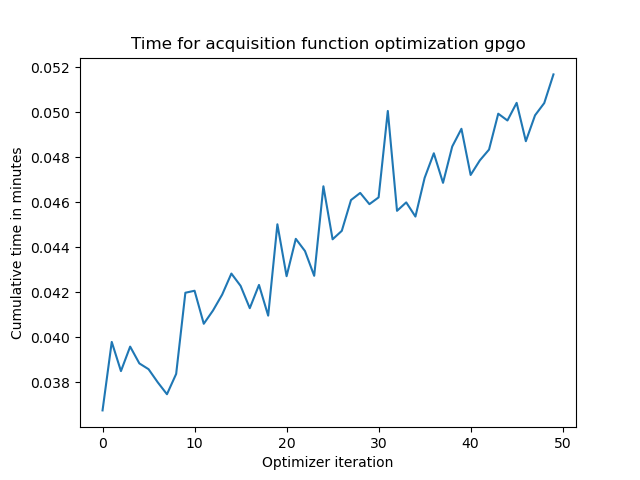 Time for acquisition function optimization gpgo
0.052
0.050
0.048
0.046
0.044
0.042
0.040
0.038
Cumulative time in minutes
0 10 20 30 40 50
Optimizer iteration